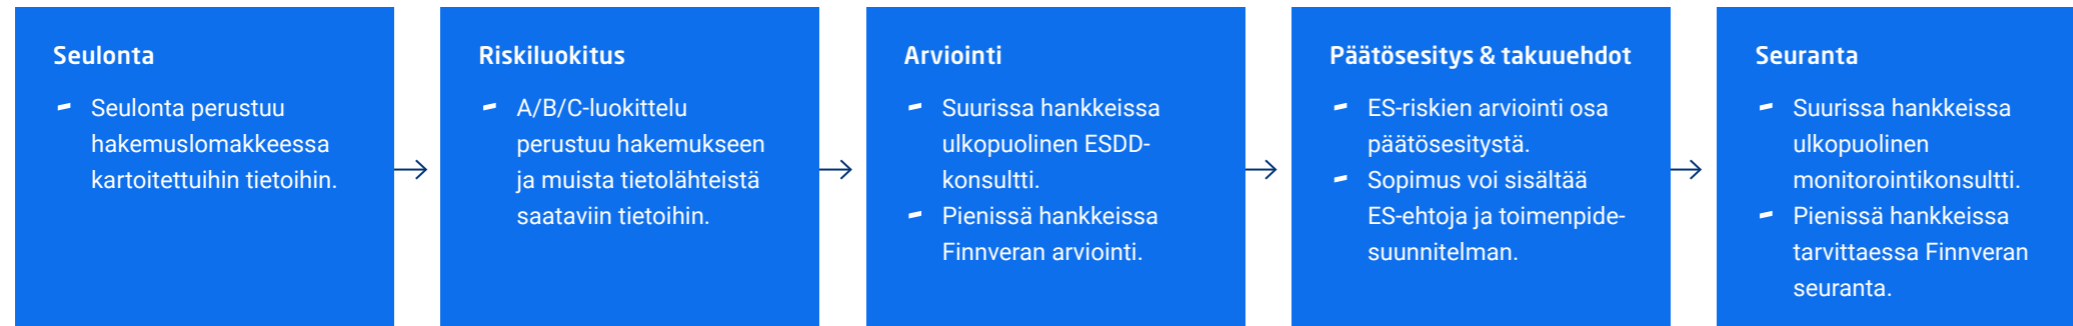 Seulonta
- Seulonta perustuu
hakemuslomakkeessa
kartoitettuihin tietoihin.
Riskiluokitus
- A/B/C-luokittelu
perustuu hakemukseen
ja muista tietolähteistä
saataviin tietoihin.
Arviointi
- Suurissa hankkeissa
ulkopuolinen ESDD-
konsultti.
- Pienissä hankkeissa
Finnveran arviointi.
Päätösesitys & takuuehdot
- ES-riskien arviointi osa
päätösesitystä.
- Sopimus voi sisältää
ES-ehtoja ja toimenpide-
suunnitelman.
Seuranta
- Suurissa hankkeissa
ulkopuolinen
monitorointikonsultti.
- Pienissä hankkeissa
tarvittaessa Finnveran
seuranta.